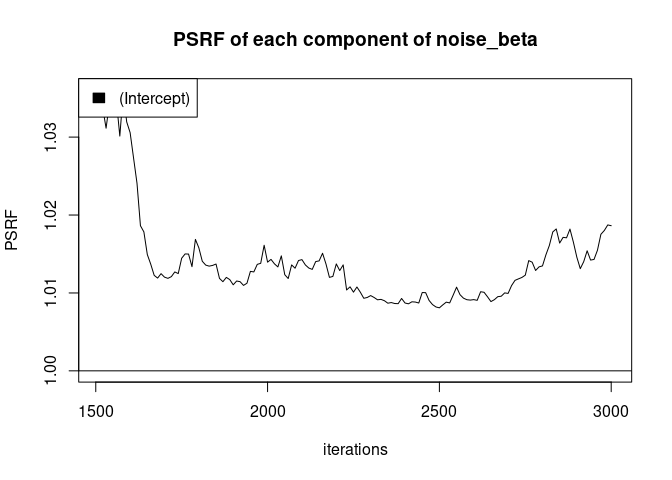 PSRF of each component of noise_beta
(Intercept)
PSRF
1.03
1.02
1.01
1.00
1500 2000 2500 3000
iterations